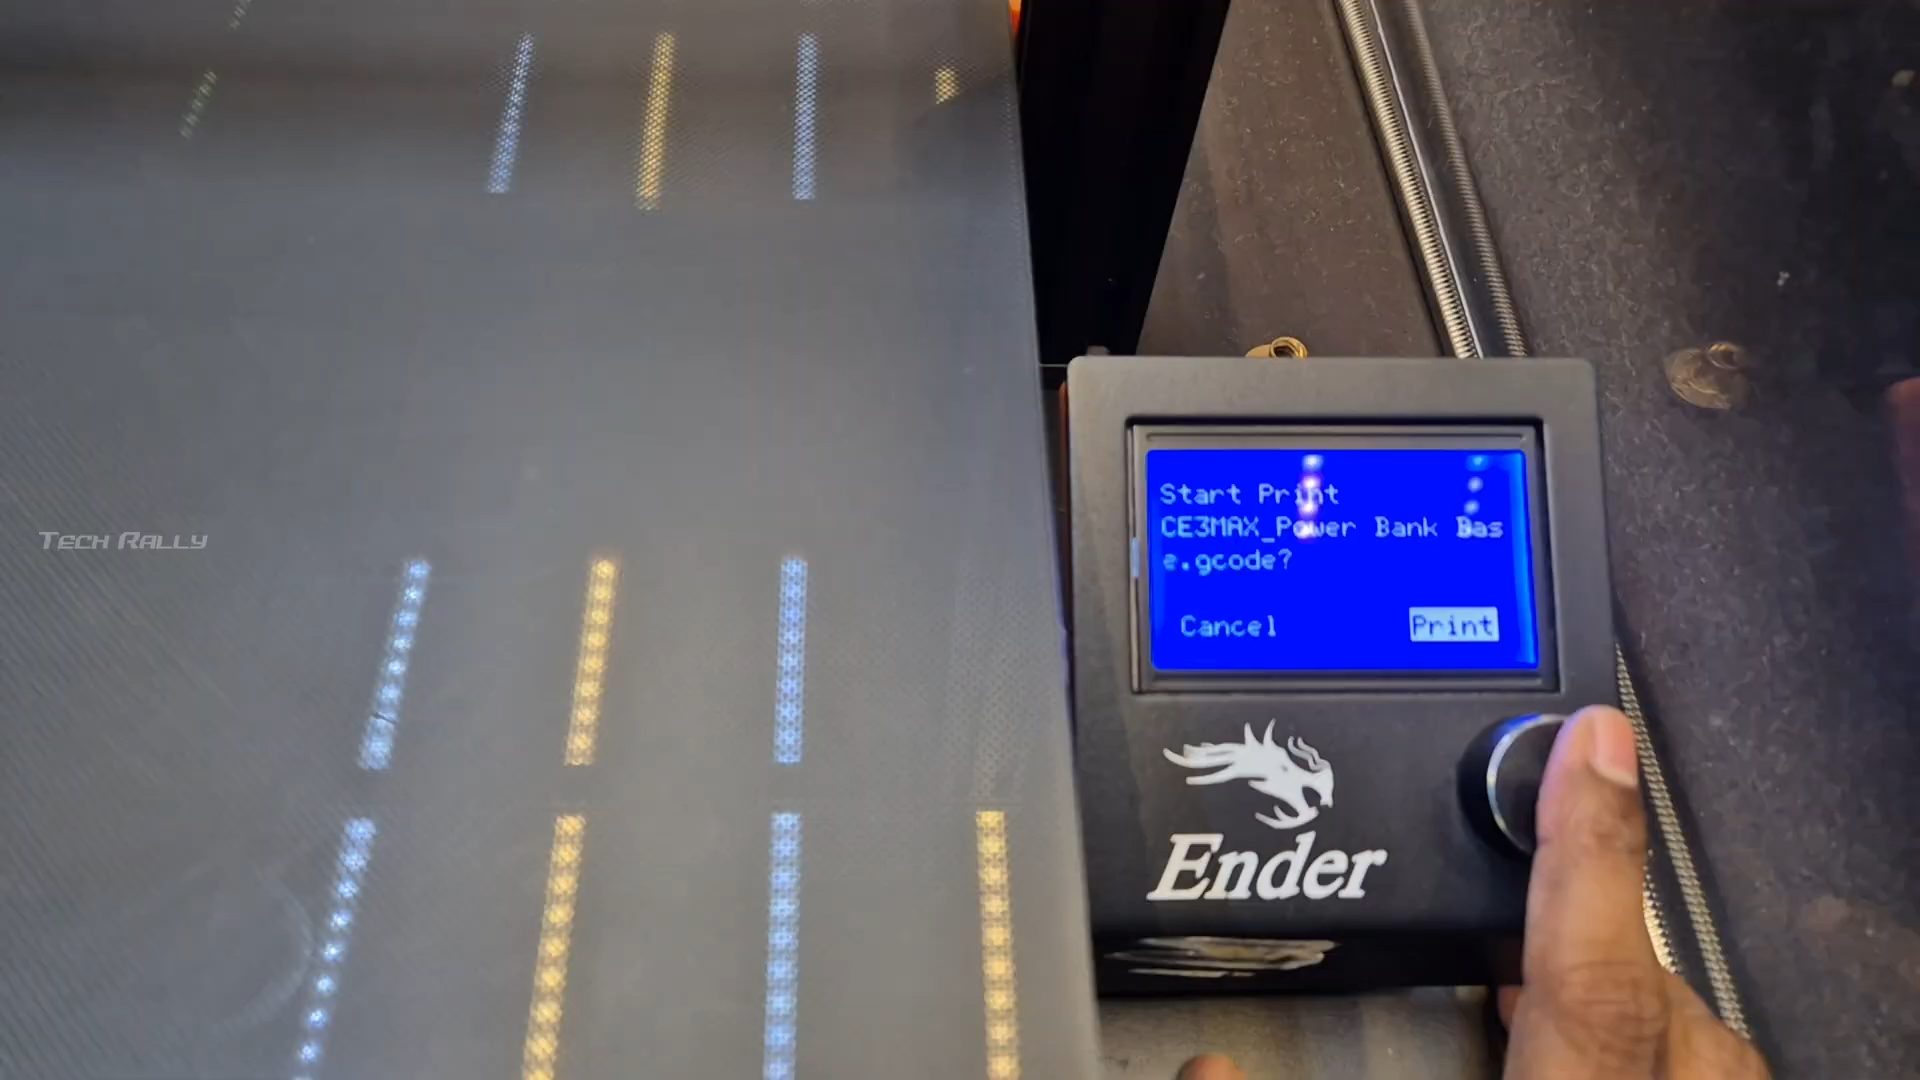 Tech Rally
Start Print
CE3MAX_Power Bank Bas
e.gcode?
Cancel Print
Ender